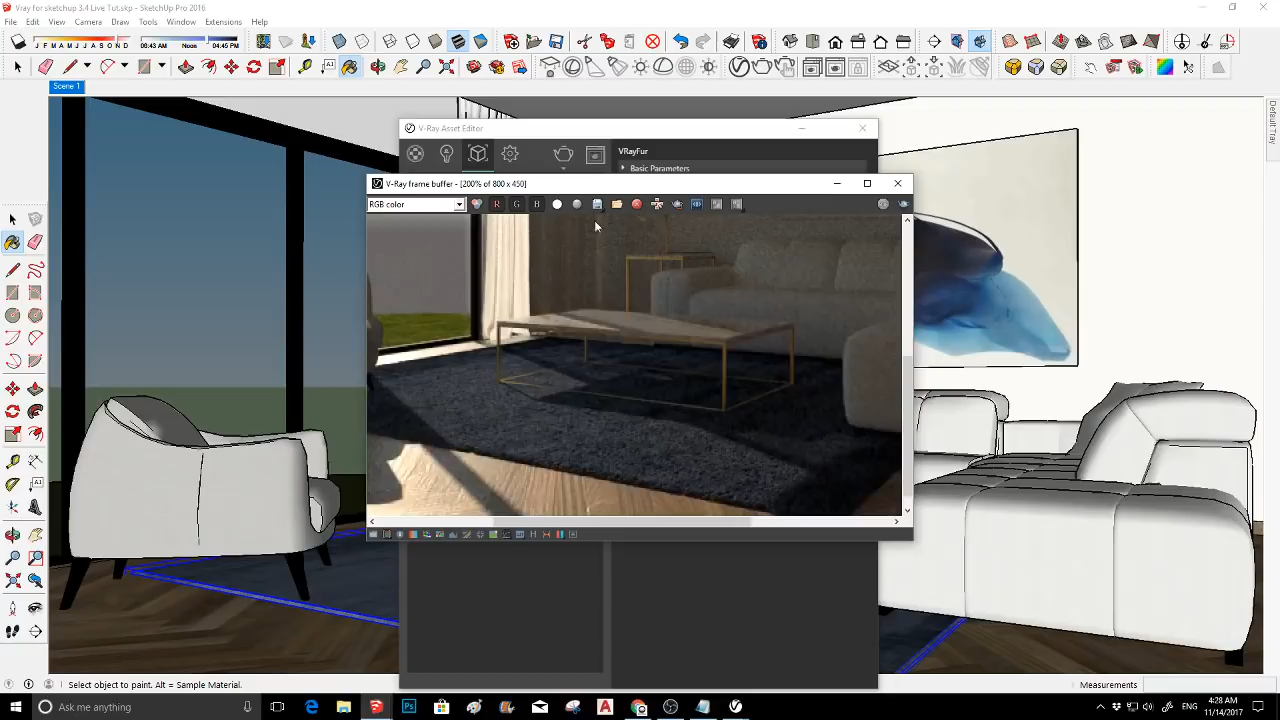 Vray for sketchup 3.4 Live Tut.skp - SketchUp Pro 2016
File Edit View Camera Draw Tools Window Extensions Help
J F M A M J J A S O N D
06:43 AM Noon 04:45 PM
Scene 1
Default Tray
V-Ray Asset Editor
VRayFur
Basic Parameters
V-Ray frame buffer - [200% of 800 x 450]
RGB color
R G B
Select object to paint. Alt = Sample Material.
Measurements
Ask me anything
4:28 AM
11/14/2017